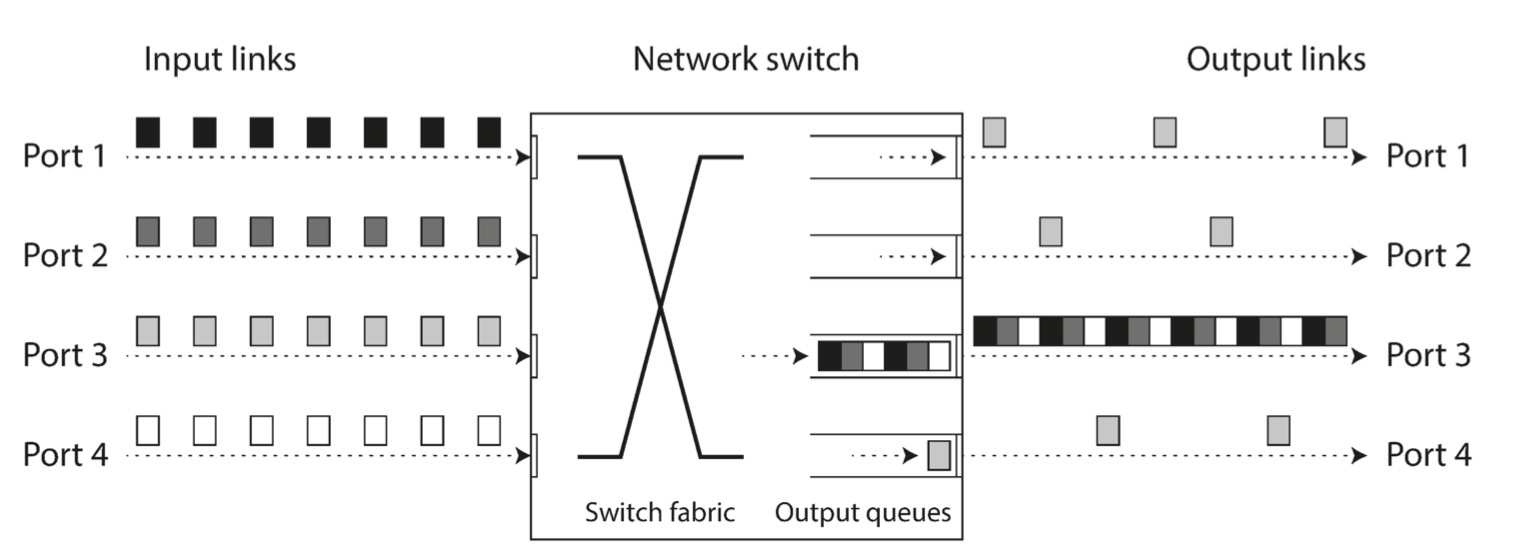 Input links
Network switch
Output links
Port 1
Port 1
Port 2
Port 2
Port 3
Port 3
Port 4
Port 4
Switch fabric
Output queues